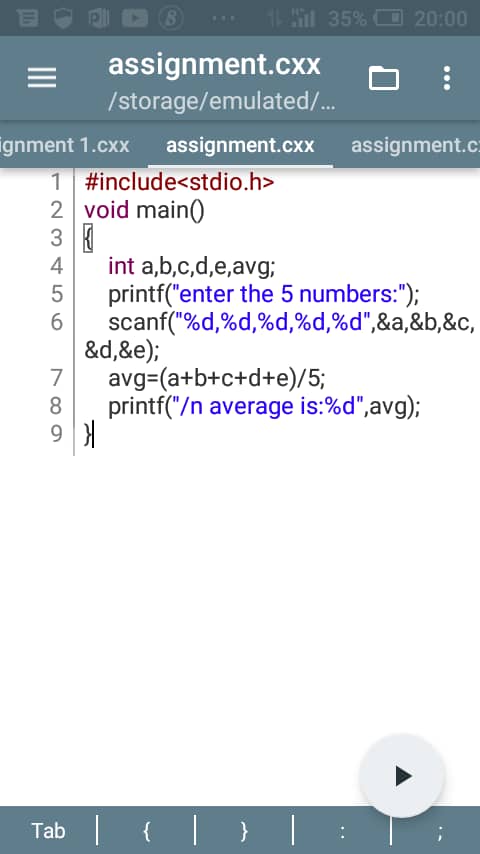 35% 20:00
assignment.cxx
/storage/emulated/...
ignment 1.cxx assignment.cxx assignment.c
1 #include<stdio.h>
2 void main()
3 {
4 int a,b,c,d,e,avg;
5 printf("enter the 5 numbers:");
6 scanf("%d,%d,%d,%d,%d",&a,&b,&c,
&d,&e);
7 avg=(a+b+c+d+e)/5;
8 printf("/n average is:%d",avg);
9 }
Tab { } : ;